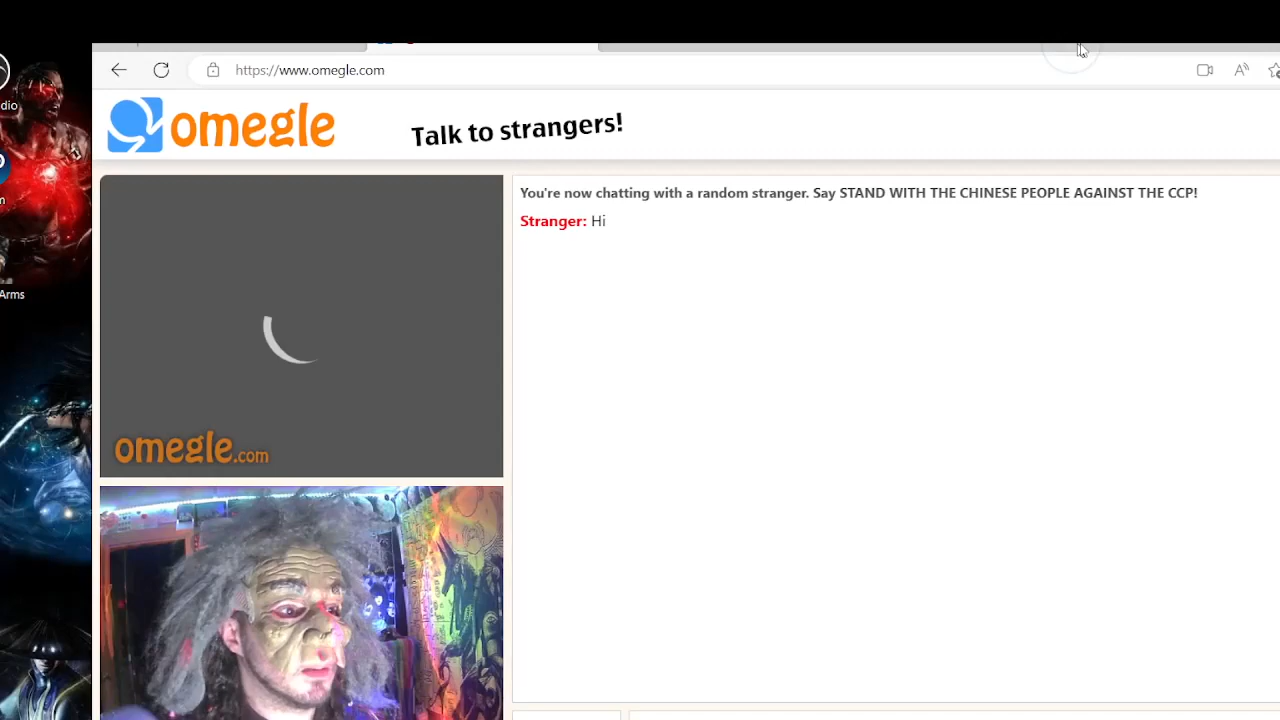 dio
https://www.omegle.com
omegle
Talk to strangers!
You're now chatting with a random stranger. Say STAND WITH THE CHINESE PEOPLE AGAINST THE CCP!
Stranger: Hi
Arms
omegle.com